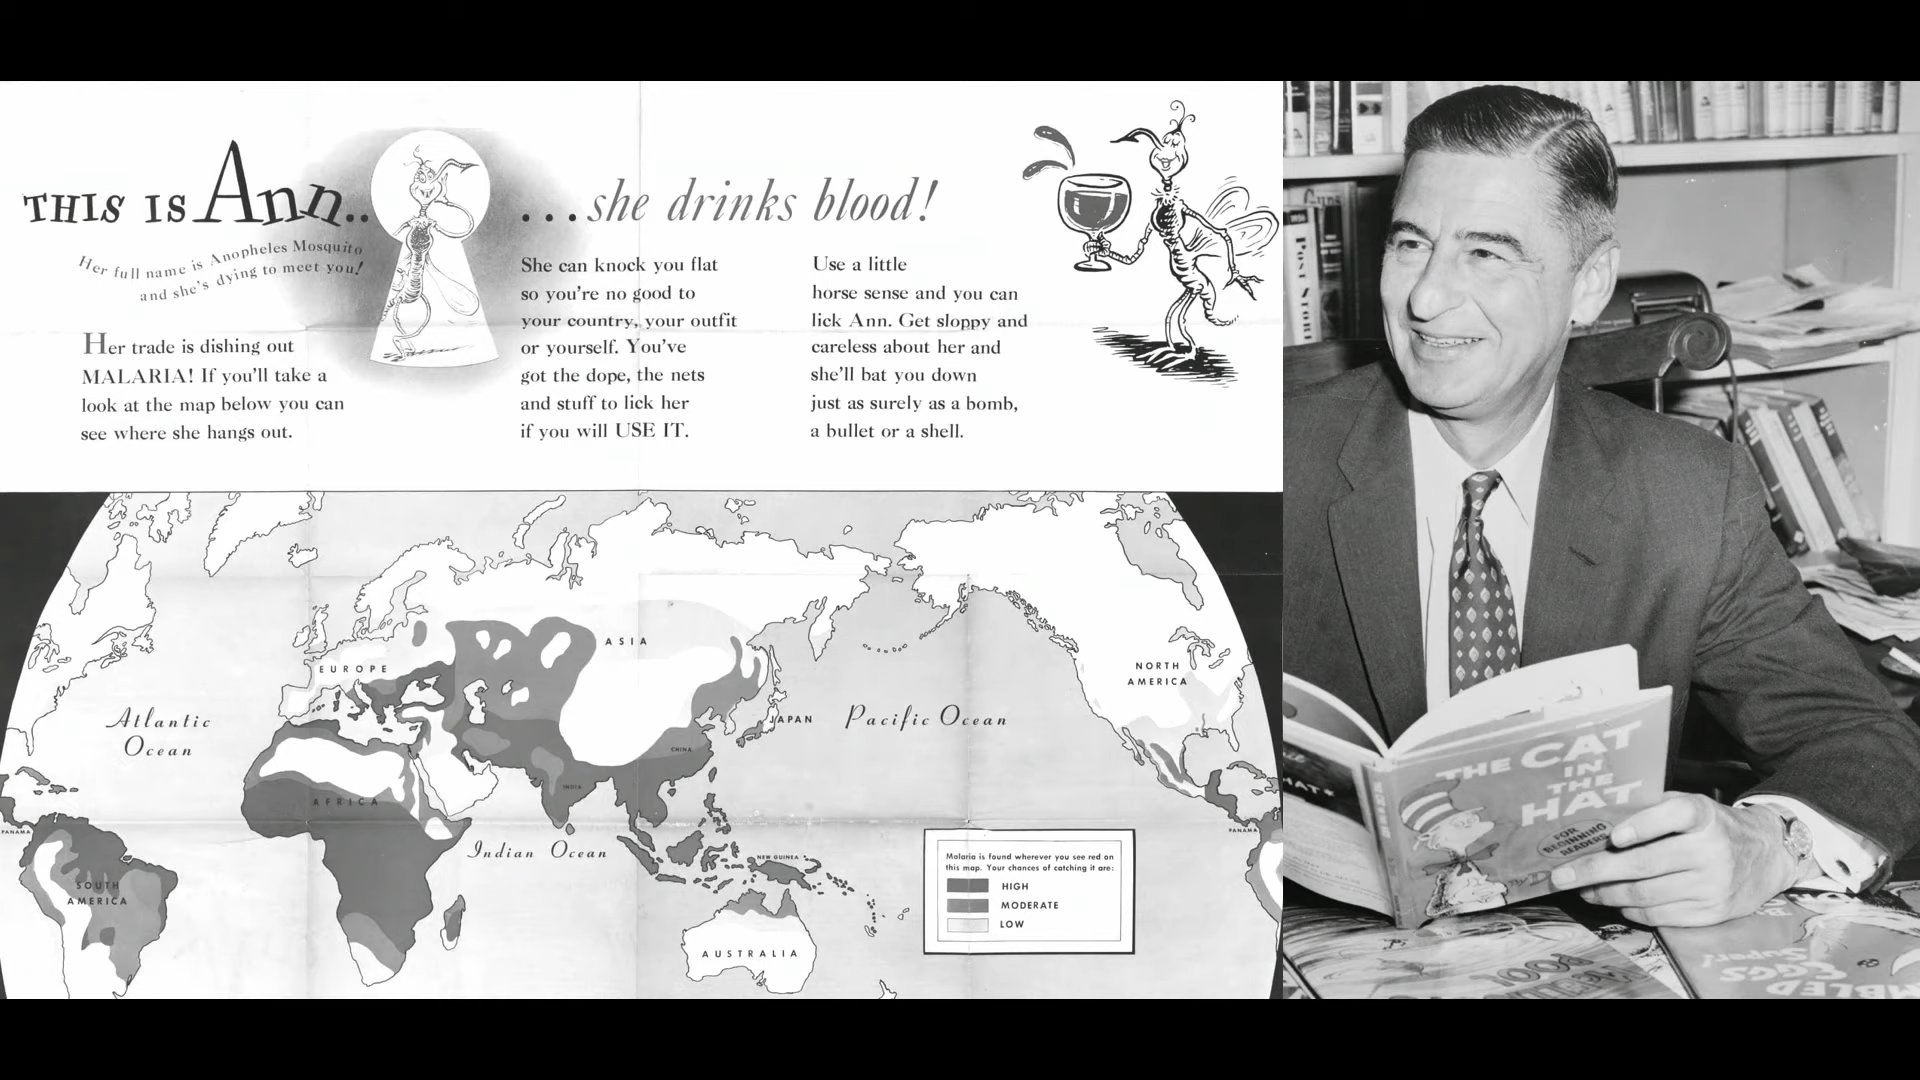 THIS IS Ann..
Her full name is Anopheles Mosquito
and she's dying to meet you!
Her trade is dishing out
MALARIA! If you'll take a
look at the map below you can
see where she hangs out.
...she drinks blood!
She can knock you flat
so you're no good to
your country, your outfit
or yourself. You've
got the dope, the nets
and stuff to lick her
if you will USE IT.
Use a little
horse sense and you can
lick Ann. Get sloppy and
careless about her and
she'll bat you down
just as surely as a bomb,
a bullet or a shell.
ASIA
EUROPE
NORTH
AMERICA
Atlantic
Ocean
JAPAN
Pacific Ocean
CHINA
INDIA
AFRICA
PANAMA
PANAMA
Indian Ocean
NEW GUINEA
SOUTH
AMERICA
AUSTRALIA
Malaria is found wherever you see red on
this map. Your chances of catching it are:
HIGH
MODERATE
LOW
POST STORI
THE CAT
IN
THE
HAT
FOR
BEGINNING
READERS
POOL
Super!
EGGS